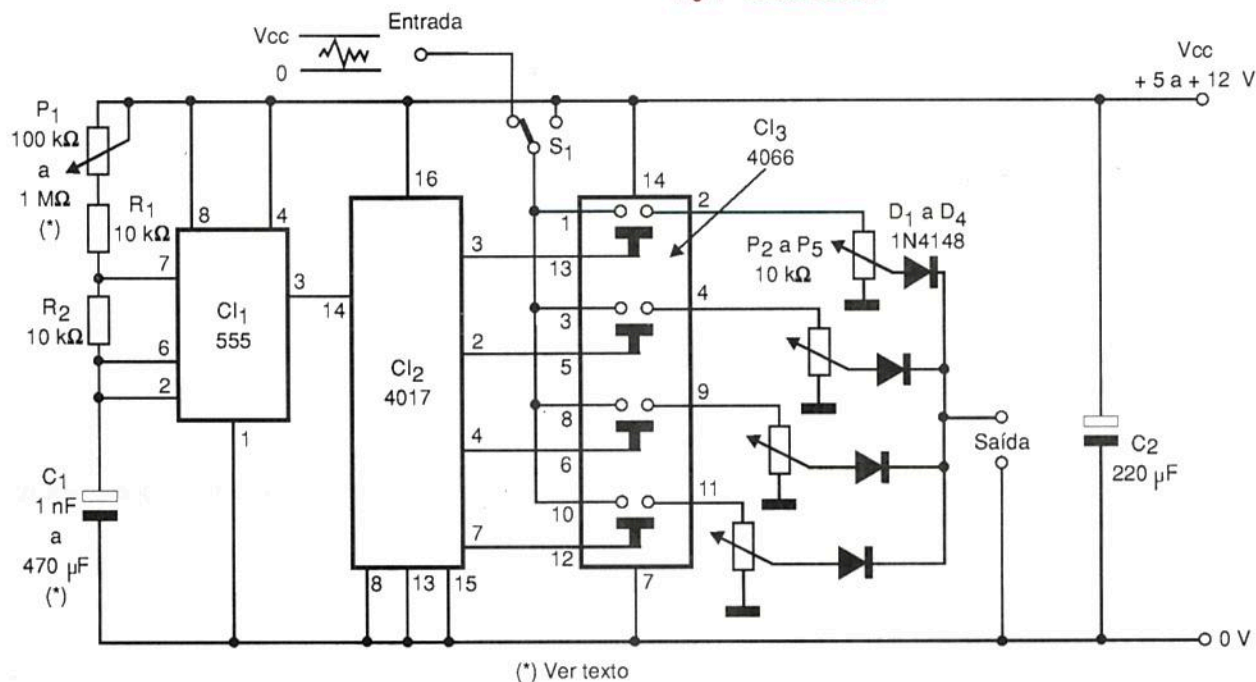 Entrada
Vcc
0
Vcc
+ 5 a + 12 V
P1
100 kΩ
a
1 MΩ
(*)
S1
CI3
4066
16
14
R1
10 kΩ
8
4
1
2
D1 a D4
1N4148
P2 a P5
10 kΩ
7
3
3
13
R2
10 kΩ
CI1
555
14
3
4
6
2
CI2
4017
2
5
8
9
1
4
6
Saída
C2
220 µF
C1
1 nF
a
470 µF
(*)
10
11
7
12
8
13
15
7
0 V
(*) Ver texto